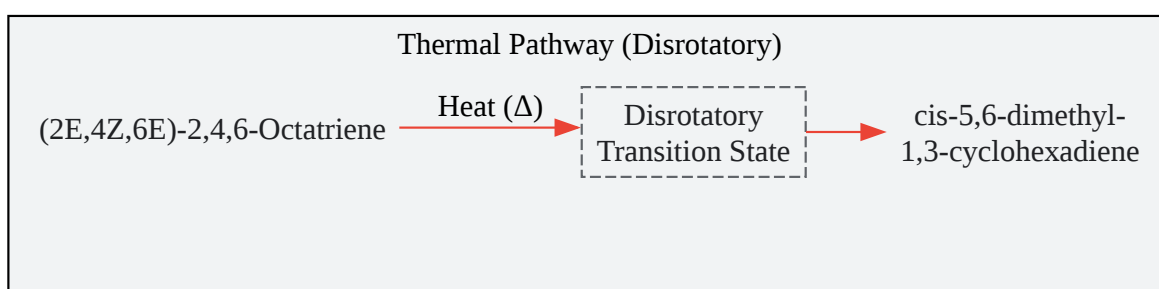 Thermal Pathway (Disrotatory)
(2E,4Z,6E)-2,4,6-Octatriene
Heat (Δ)
Disrotatory
Transition State
cis-5,6-dimethyl-
1,3-cyclohexadiene